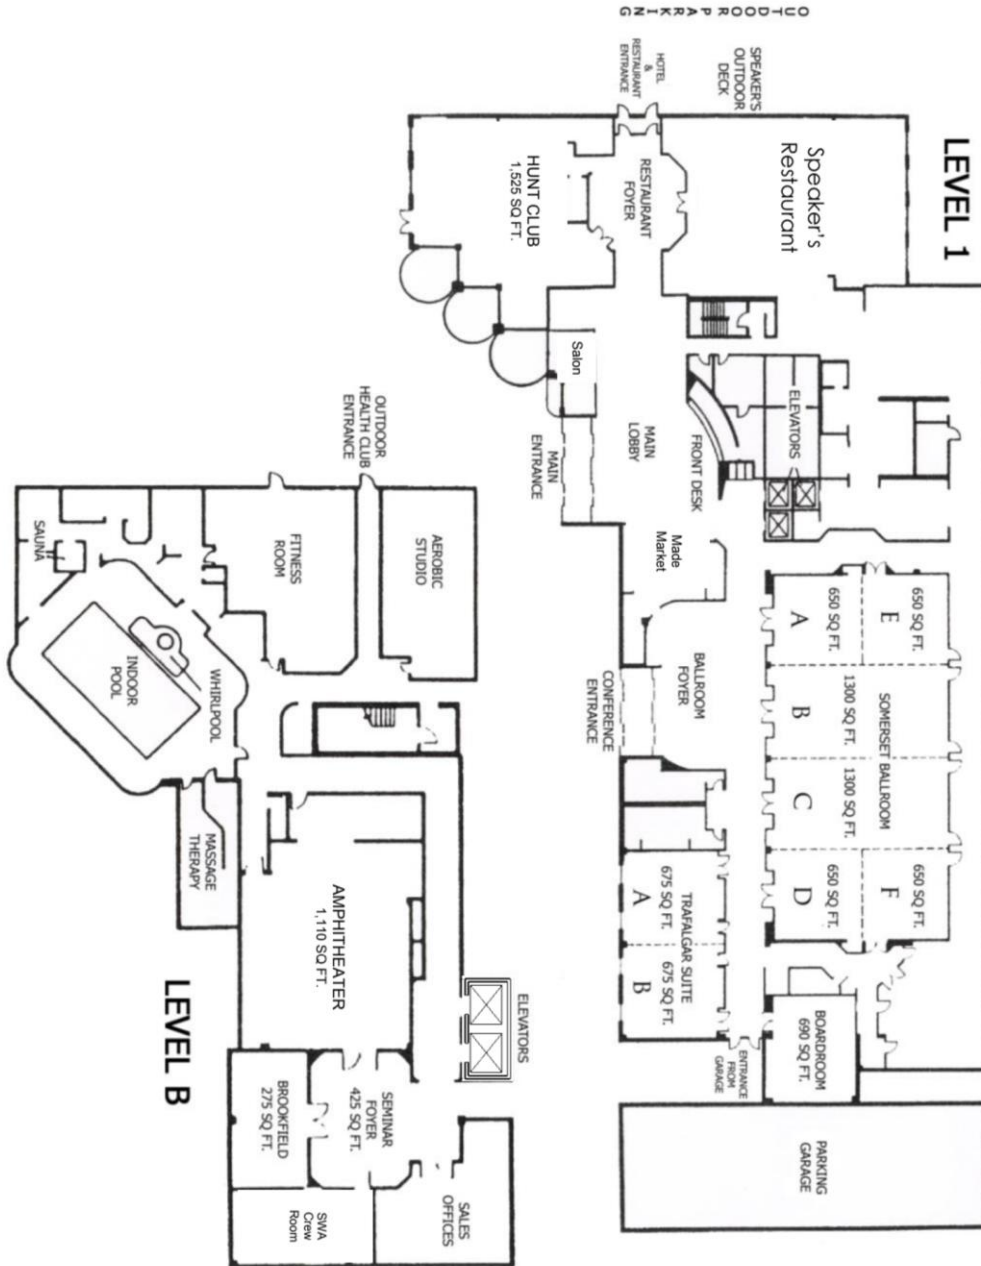 LEVEL 1
OUTDOOR PARKING
SPEAKER'S
OUTDOOR
DECK
HOTEL
&
RESTAURANT
ENTRANCE
Speaker's
Restaurant
RESTAURANT
FOYER
HUNT CLUB
1,525 SQ FT.
Salon
ELEVATORS
FRONT DESK
MAIN
LOBBY
MAIN
ENTRANCE
Made
Market
BALLROOM
FOYER
CONFERENCE
ENTRANCE
650 SQ FT.
E
650 SQ FT.
A
SOMERSET BALLROOM
1300 SQ FT.
B
1300 SQ FT.
C
650 SQ FT.
F
650 SQ FT.
D
TRAFALGAR SUITE
675 SQ FT.
A
675 SQ FT.
B
BOARDROOM
690 SQ FT.
ENTRANCE
FROM
GARAGE
PARKING
GARAGE
LEVEL B
OUTDOOR
HEALTH CLUB
ENTRANCE
AEROBIC
STUDIO
FITNESS
ROOM
SAUNA
WHIRLPOOL
INDOOR
POOL
MASSAGE
THERAPY
AMPHITHEATER
1,110 SQ FT.
ELEVATORS
SEMINAR
FOYER
425 SQ FT.
BROOKFIELD
275 SQ FT.
SALES
OFFICES
SWA
Crew
Room